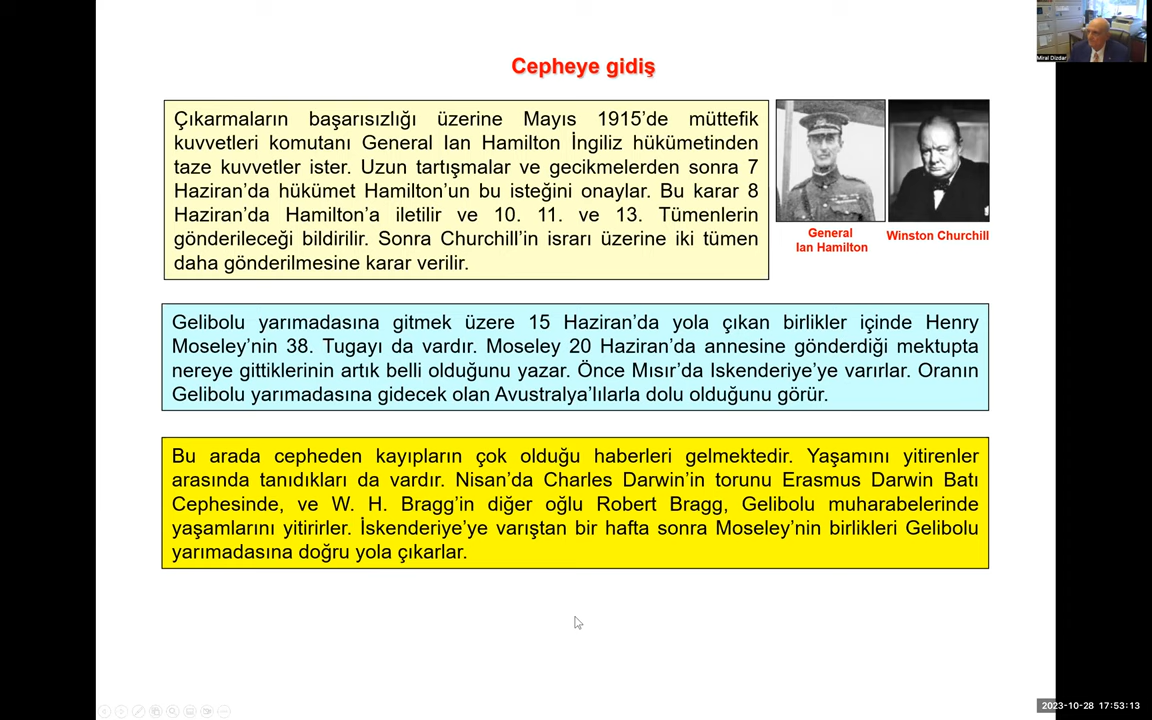 Cepheye gidiş
Çıkarmaların başarısızlığı üzerine Mayıs 1915’de müttefik
kuvvetleri komutanı General Ian Hamilton İngiliz hükümetinden
taze kuvvetler ister. Uzun tartışmalar ve gecikmelerden sonra 7
Haziran’da hükümet Hamilton’un bu isteğini onaylar. Bu karar 8
Haziran’da Hamilton’a iletilir ve 10. 11. ve 13. Tümenlerin
gönderileceği bildirilir. Sonra Churchill’in israrı üzerine iki tümen
daha gönderilmesine karar verilir.
General
Ian Hamilton
Winston Churchill
Gelibolu yarımadasına gitmek üzere 15 Haziran’da yola çıkan birlikler içinde Henry
Moseley’nin 38. Tugayı da vardır. Moseley 20 Haziran’da annesine gönderdiği mektupta
nereye gittiklerinin artık belli olduğunu yazar. Önce Mısır’da Iskenderiye’ye varırlar. Oranın
Gelibolu yarımadasına gidecek olan Avustralya’lılarla dolu olduğunu görür.
Bu arada cepheden kayıpların çok olduğu haberleri gelmektedir. Yaşamını yitirenler
arasında tanıdıkları da vardır. Nisan’da Charles Darwin’in torunu Erasmus Darwin Batı
Cephesinde, ve W. H. Bragg’in diğer oğlu Robert Bragg, Gelibolu muharabelerinde
yaşamlarını yitirirler. İskenderiye’ye varıştan bir hafta sonra Moseley’nin birlikleri Gelibolu
yarımadasına doğru yola çıkarlar.
Miral Dizdar
2023-10-28 17:53:13